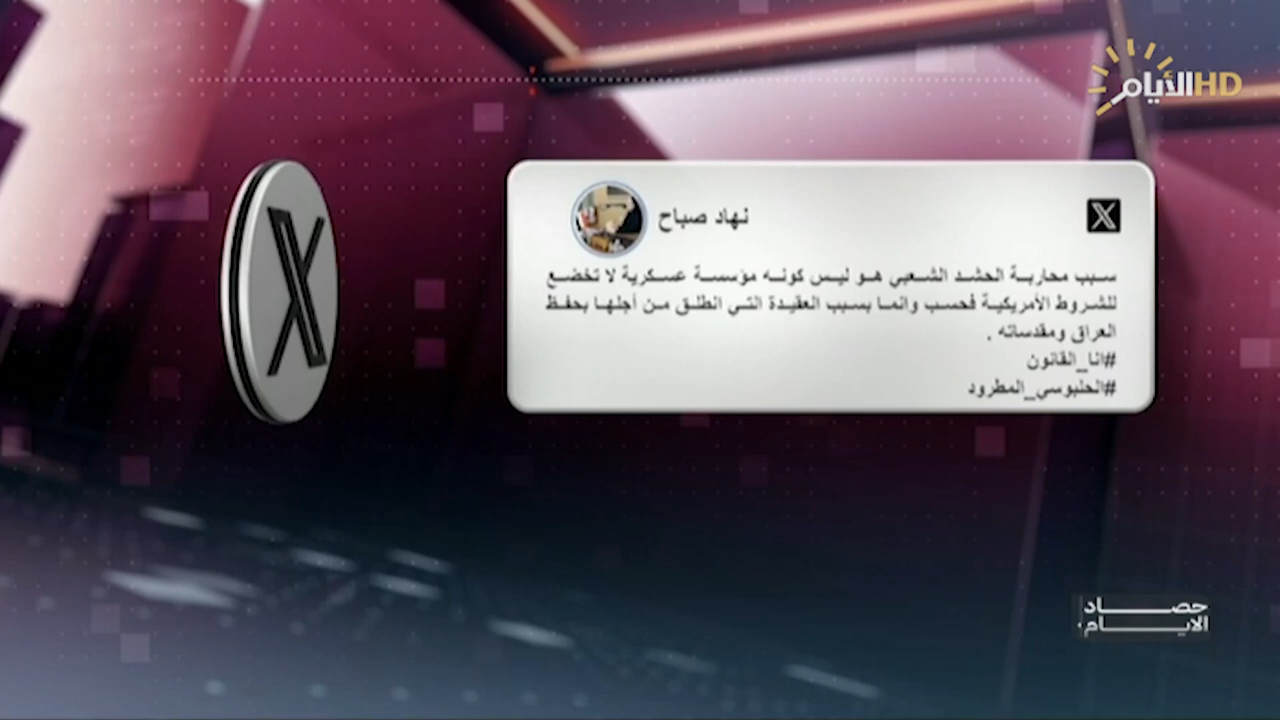 الأيام HD
نهاد صباح
سبب محاربة الحشد الشعبي هو ليس كونه مؤسسة عسكرية لا تخضع
للشروط الأمريكية فحسب وانما بسبب العقيدة التي انطلق من أجلها بحفظ
العراق ومقدساته .
#انا_القانون
#الحلبوسي_المطرود
حصاد
الايام